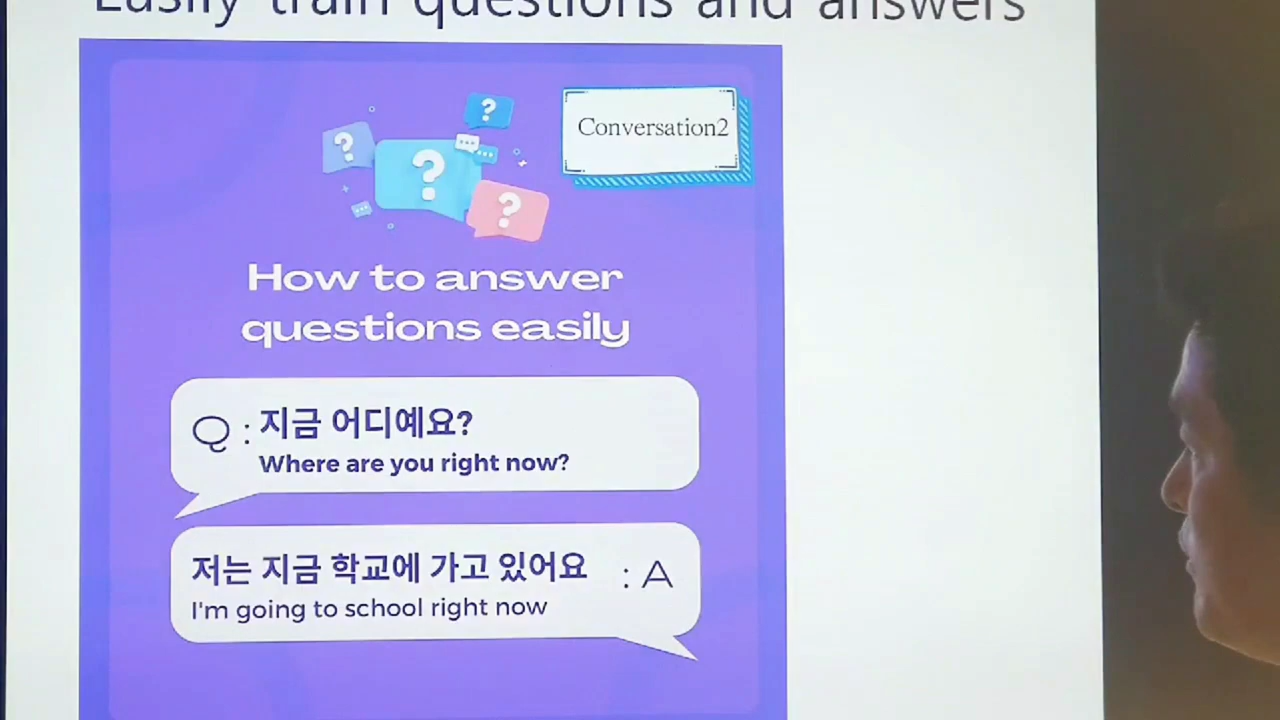 Easily train questions and answers
Conversation2
How to answer
questions easily
Q : 지금 어디예요?
Where are you right now?
저는 지금 학교에 가고 있어요 : A
I'm going to school right now